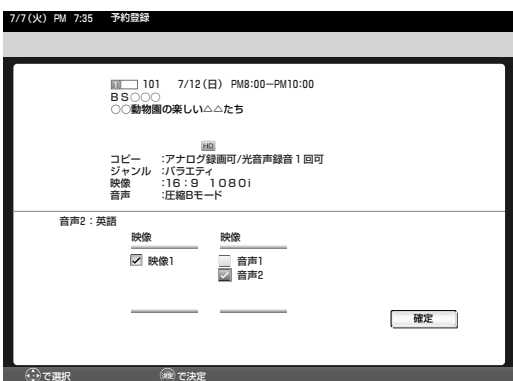 7/7(火) PM 7:35 予約登録
101 7/12(日) PM8:00−PM10:00
BS○○○
○○動物園の楽しい△△たち
HD
コピー :アナログ録画可/光音声録音1回可
ジャンル :バラエティ
映像 :16:9 1080i
音声 :圧縮Bモード
音声2:英語
映像 映像
映像1 音声1
音声2
確定
で選択 決定 で決定